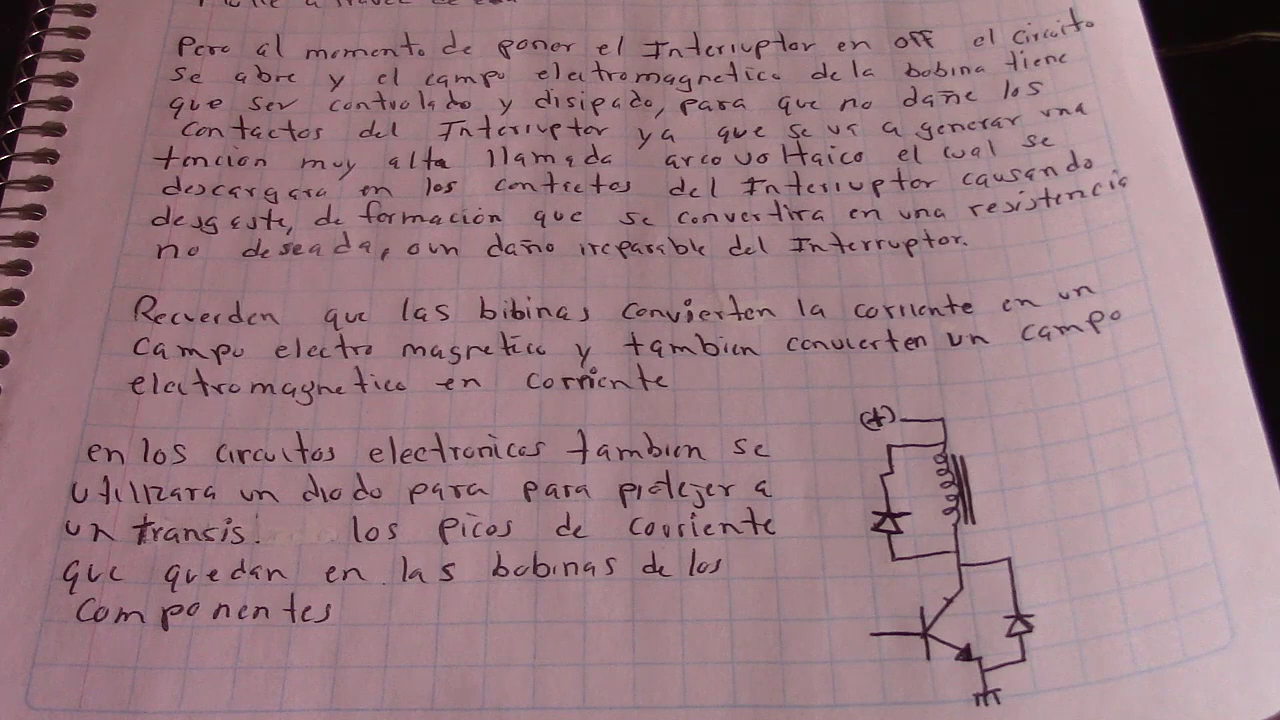 Pero al momento de poner el Interruptor en OFF el circuito
se abre y el campo electromagnetico de la bobina tiene
que ser controlado y disipado, para que no dañe los
contactos del Interruptor ya que se va a generar una
tencion muy alta llamada arco voltaico el cual se
descargara en los contactos del Interruptor causando
desgaste, de formación que se convertira en una resistencia
no deseada, o un daño ireparable del Interruptor.
Recuerden que las bibinas convierten la corriente en un
campo electro magnetico y tambien convierten un campo
electromagnetico en corriente
(+)
en los circuitos electronicos tambien se
utilizara un diodo para para protejer a
un transis. los picos de corriente
que quedan en las bobinas de los
componentes